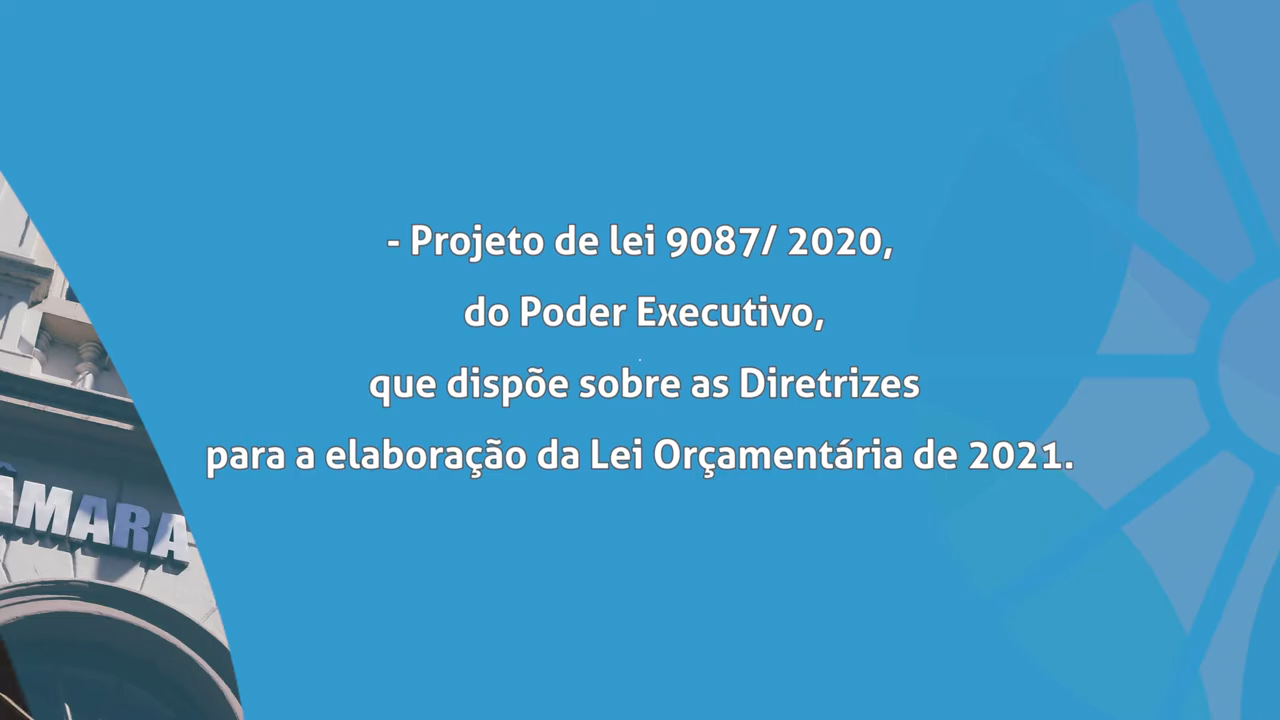 - Projeto de lei 9087/ 2020,
do Poder Executivo,
que dispõe sobre as Diretrizes
para a elaboração da Lei Orçamentária de 2021.
ÂMARA